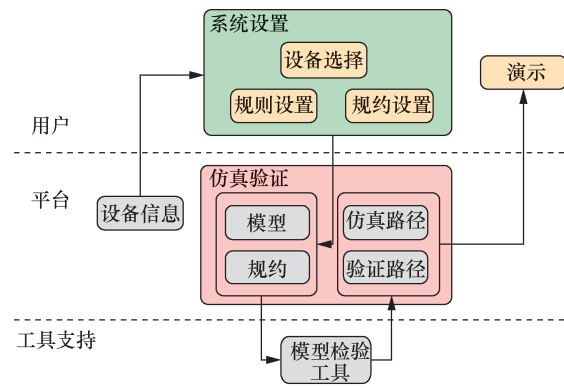 系统设置
设备选择
演示
规则设置
规约设置
用户
仿真验证
平台
设备信息
模型
仿真路径
规约
验证路径
工具支持
模型检验
工具